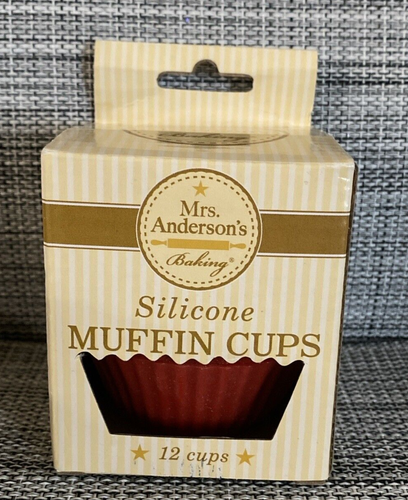 Mrs.
Anderson's
Baking®
Silicone
MUFFIN CUPS
12 cups